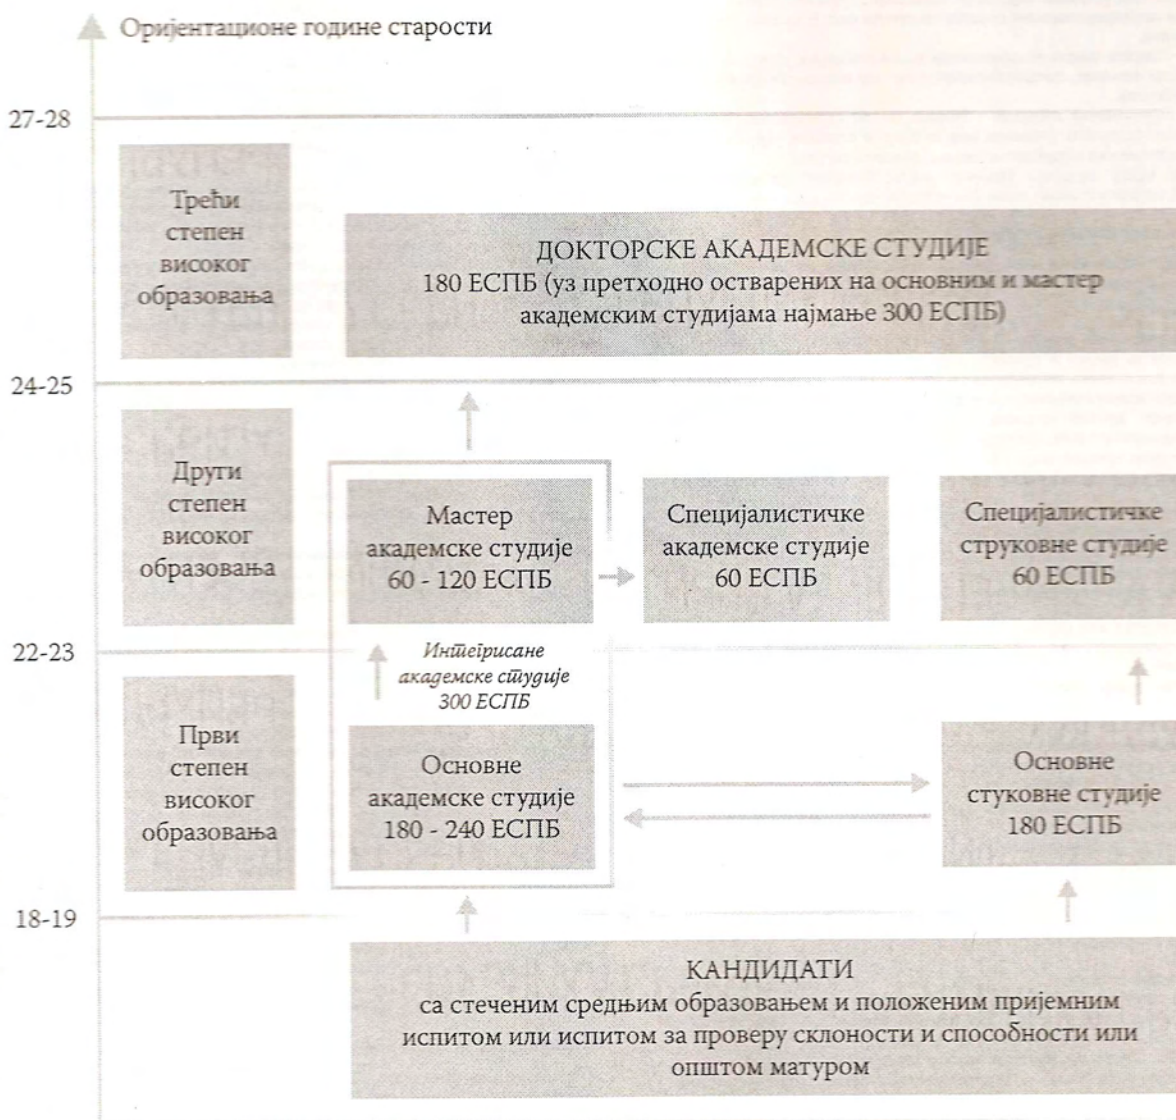 Оријентационе године старости
27-28
Трећи
степен
високог
образовања
ДОКТОРСКЕ АКАДЕМСКЕ СТУДИЈЕ
180 ЕСПБ (уз претходно остварених на основним и мастер
академским студијама најмање 300 ЕСПБ)
24-25
Други
степен
високог
образовања
Мастер
академске студије
60 - 120 ЕСПБ
Специјалистичке
академске студије
60 ЕСПБ
Специјалистичке
струковне студије
60 ЕСПБ
22-23
Интегрисане
академске студије
300 ЕСПБ
Први
степен
високог
образовања
Основне
академске студије
180 - 240 ЕСПБ
Основне
стуковне студије
180 ЕСПБ
18-19
КАНДИДАТИ
са стеченим средњим образовањем и положеним пријемним
испитом или испитом за проверу склоности и способности или
општом матуром